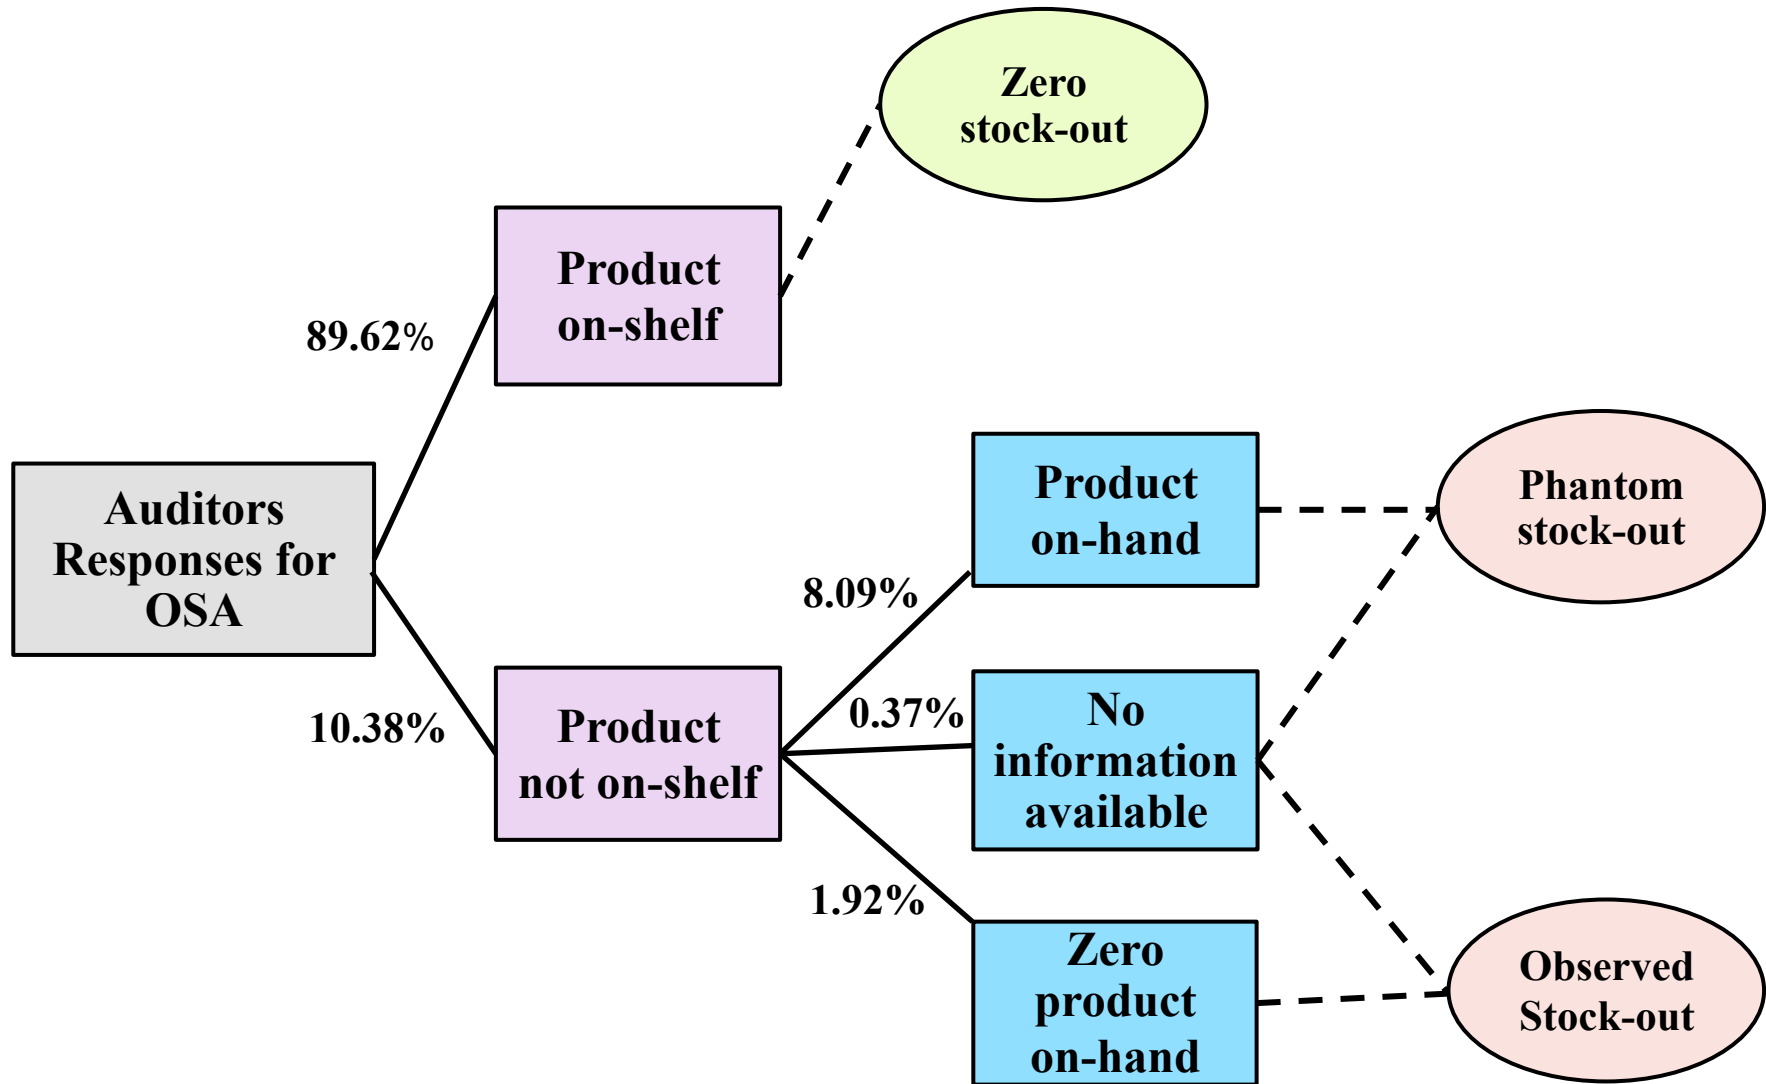 Zero
stock-out
Product
on-shelf
89.62%
Auditors
Responses for
OSA
10.38%
Product
not on-shelf
8.09%
0.37%
1.92%
Product
on-hand
No
information
available
Zero
product
on-hand
Phantom
stock-out
Observed
Stock-out